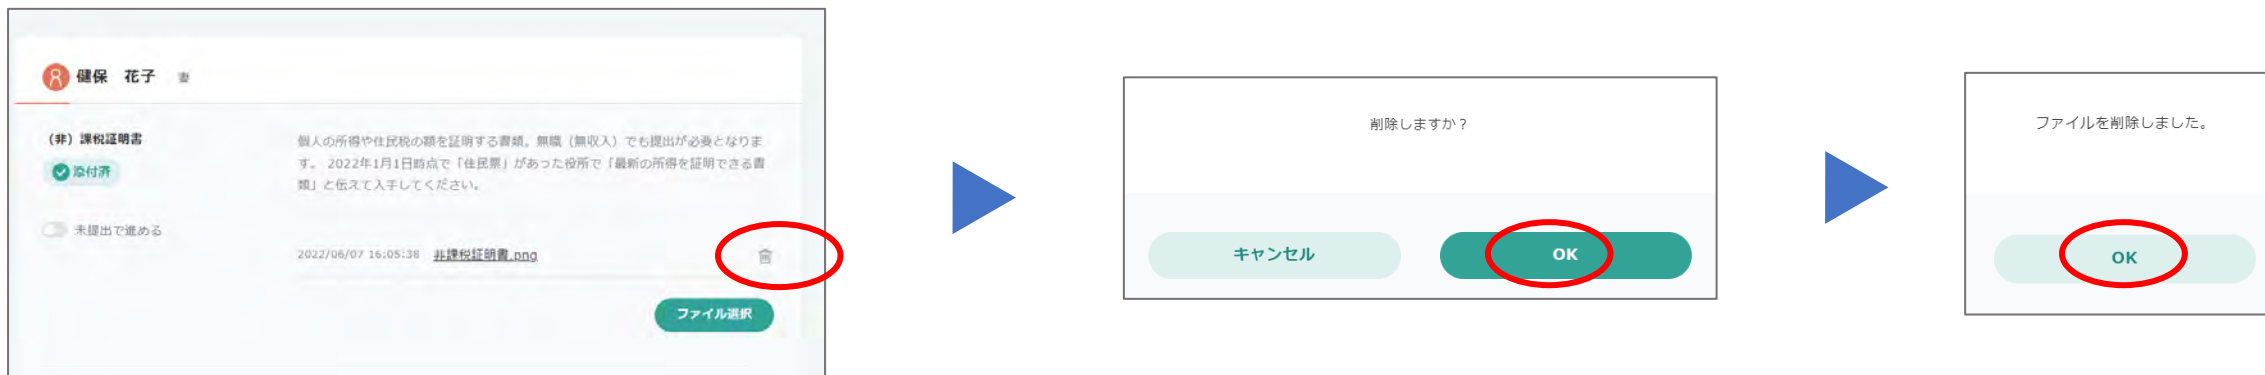 健保 花子 妻
（非）課税証明書
添付済
未提出で進める
個人の所得や住民税の額を証明する書類。無職（無収入）でも提出が必要となりま
す。 2022年1月1日時点で「住民票」があった役所で「最新の所得を証明できる書
類」と伝えて入手してください。
2022/06/07 16:05:38 非課税証明書.png
ファイル選択
削除しますか？
キャンセル
OK
ファイルを削除しました。
OK